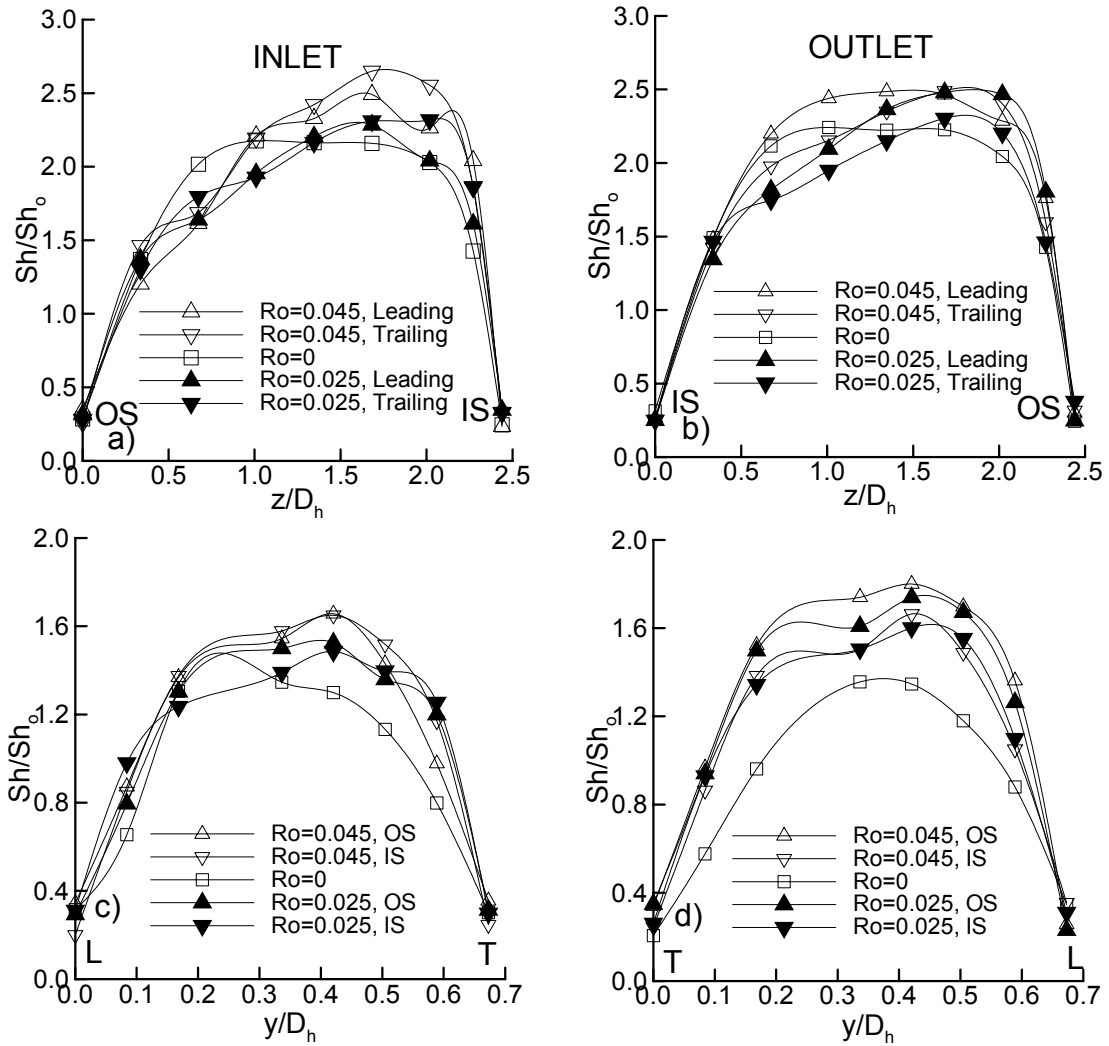 3.0
2.5
2.0
1.5
1.0
0.5
0.0
Sh/Sho
INLET
Ro=0.045, Leading
Ro=0.045, Trailing
Ro=0
Ro=0.025, Leading
Ro=0.025, Trailing
OS
IS
a)
0.0 0.5 1.0 1.5 2.0 2.5
z/Dh
3.0
2.5
2.0
1.5
1.0
0.5
0.0
Sh/Sho
OUTLET
Ro=0.045, Leading
Ro=0.045, Trailing
Ro=0
Ro=0.025, Leading
Ro=0.025, Trailing
IS
OS
b)
0.0 0.5 1.0 1.5 2.0 2.5
z/Dh
2.0
1.6
1.2
0.8
0.4
0.0
Sh/Sho
Ro=0.045, OS
Ro=0.045, IS
Ro=0
Ro=0.025, OS
Ro=0.025, IS
c)
L
T
0.0 0.1 0.2 0.3 0.4 0.5 0.6 0.7
y/Dh
2.0
1.6
1.2
0.8
0.4
0.0
Sh/Sho
Ro=0.045, OS
Ro=0.045, IS
Ro=0
Ro=0.025, OS
Ro=0.025, IS
d)
T
L
0.0 0.1 0.2 0.3 0.4 0.5 0.6 0.7
y/Dh